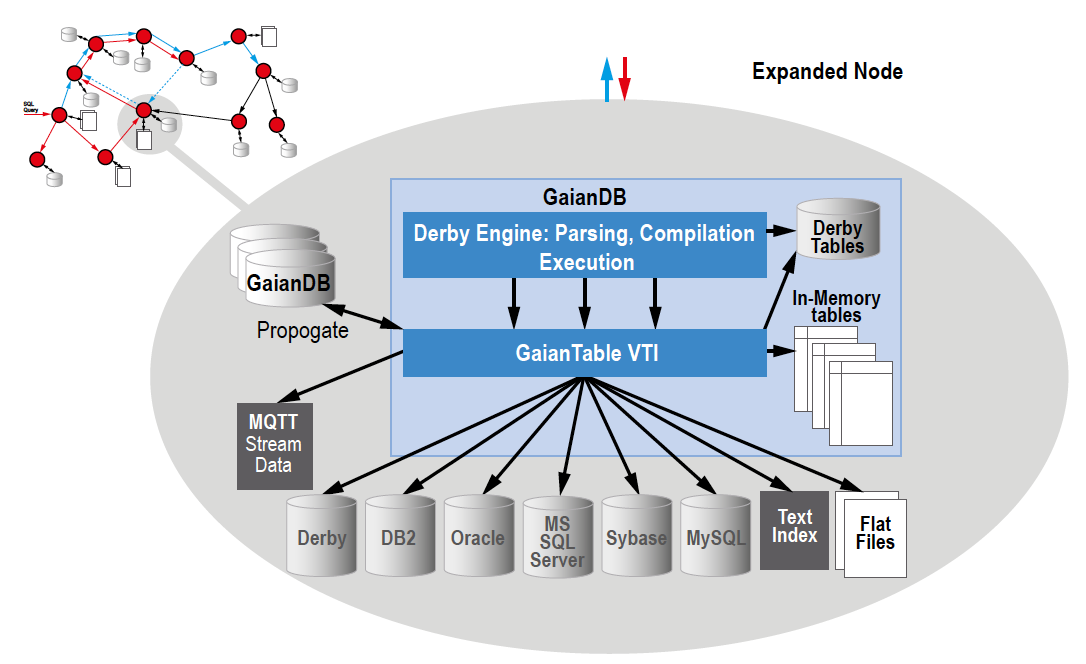 Expanded Node
SQL
Query
GaianDB
Derby Engine: Parsing, Compilation
Execution
Derby
Tables
GaianDB
In-Memory
tables
Propogate
GaianTable VTI
MQTT
Stream
Data
Derby
DB2
Oracle
MS
SQL
Server
Sybase
MySQL
Text
Index
Flat
Files